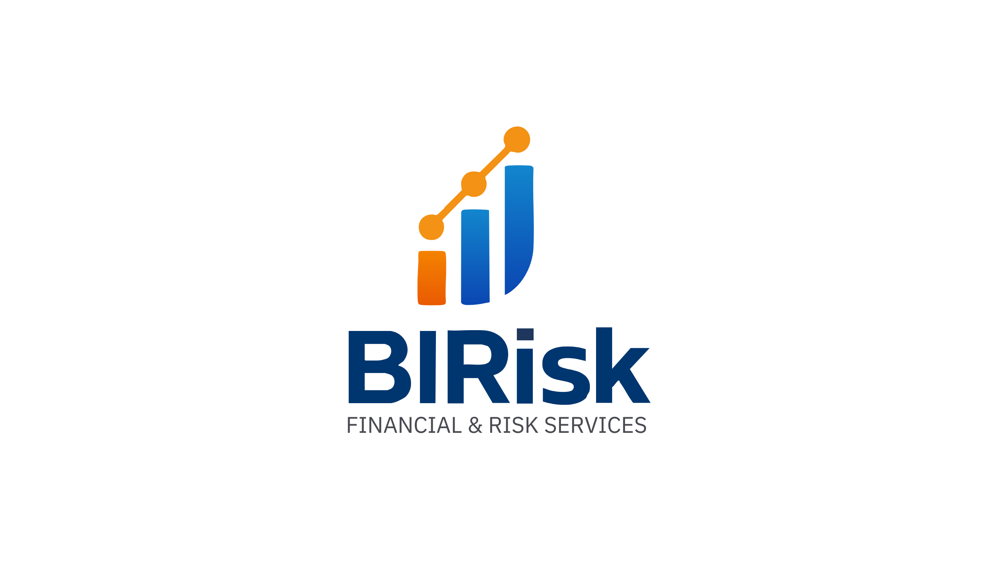 BIRisk
FINANCIAL & RISK SERVICES